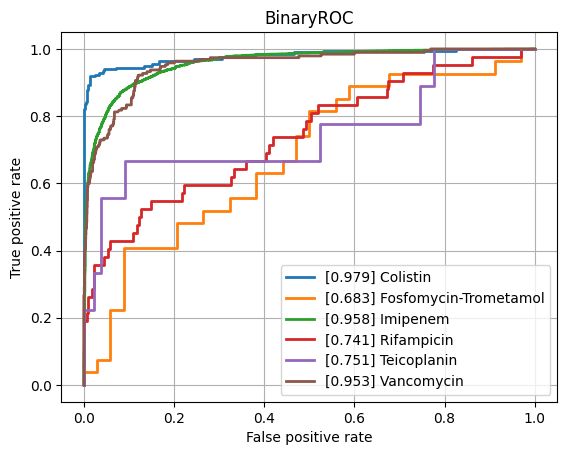 BinaryROC
True positive rate
1.0
0.8
0.6
0.4
0.2
0.0
[0.979] Colistin
[0.683] Fosfomycin-Trometamol
[0.958] Imipenem
[0.741] Rifampicin
[0.751] Teicoplanin
[0.953] Vancomycin
0.0 0.2 0.4 0.6 0.8 1.0
False positive rate